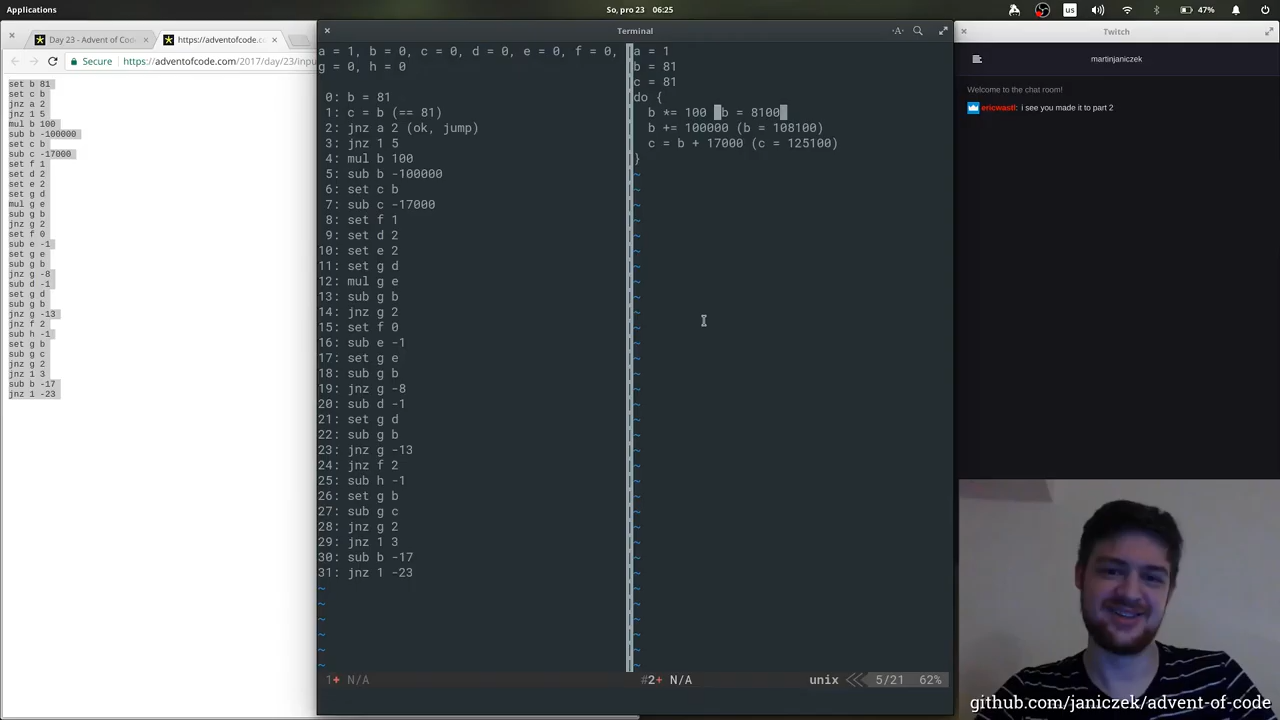 Applications
So, pro 23 06:25
us
47%
Day 23 - Advent of Cod
https://adventofcode.c
Terminal
Twitch
Secure
https://adventofcode.com/2017/day/23/inpu
martinjaniczek
Welcome to the chat room!
ericwastl: i see you made it to part 2
set b 81
set c b
jnz a 2
jnz 1 5
mul b 100
sub b -100000
set c b
sub c -17000
set f 1
set d 2
set e 2
set g d
mul g e
sub g b
jnz g 2
set f 0
sub e -1
set g e
sub g b
jnz g -8
sub d -1
set g d
sub g b
jnz g -13
jnz f 2
sub h -1
set g b
sub g c
jnz g 2
jnz 1 3
sub b -17
jnz 1 -23
a = 1, b = 0, c = 0, d = 0, e = 0, f = 0,
g = 0, h = 0
0: b = 81
1: c = b (== 81)
2: jnz a 2 (ok, jump)
3: jnz 1 5
4: mul b 100
5: sub b -100000
6: set c b
7: sub c -17000
8: set f 1
9: set d 2
10: set e 2
11: set g d
12: mul g e
13: sub g b
14: jnz g 2
15: set f 0
16: sub e -1
17: set g e
18: sub g b
19: jnz g -8
20: sub d -1
21: set g d
22: sub g b
23: jnz g -13
24: jnz f 2
25: sub h -1
26: set g b
27: sub g c
28: jnz g 2
29: jnz 1 3
30: sub b -17
31: jnz 1 -23
a = 1
b = 81
c = 81
do {
b *= 100 (b = 8100)
b += 100000 (b = 108100)
c = b + 17000 (c = 125100)
}
1+ N/A
#2+ N/A
unix
5/21
62%
github.com/janiczek/advent-of-code